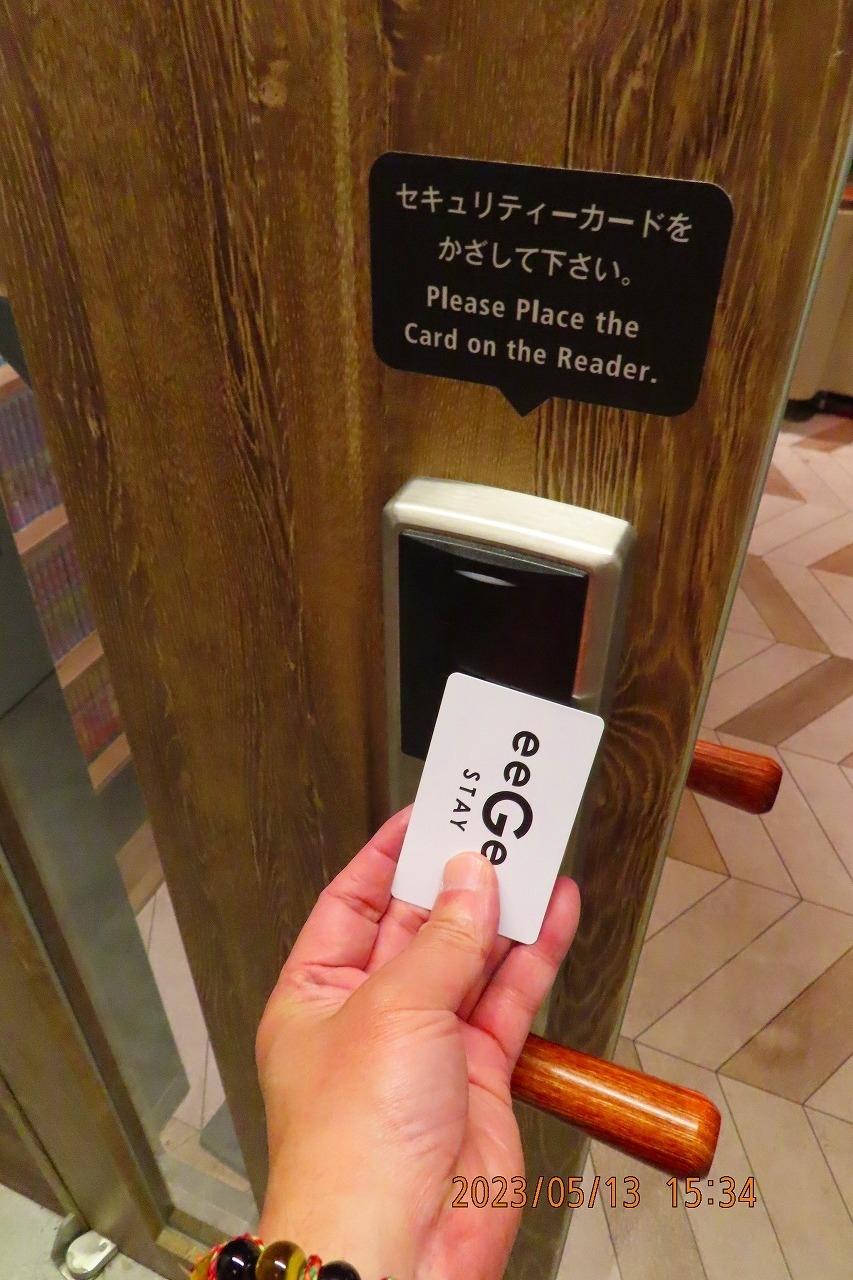 セキュリティーカードを
かざして下さい。
Please Place the
Card on the Reader.
eeGe
STAY
2023/05/13 15:34